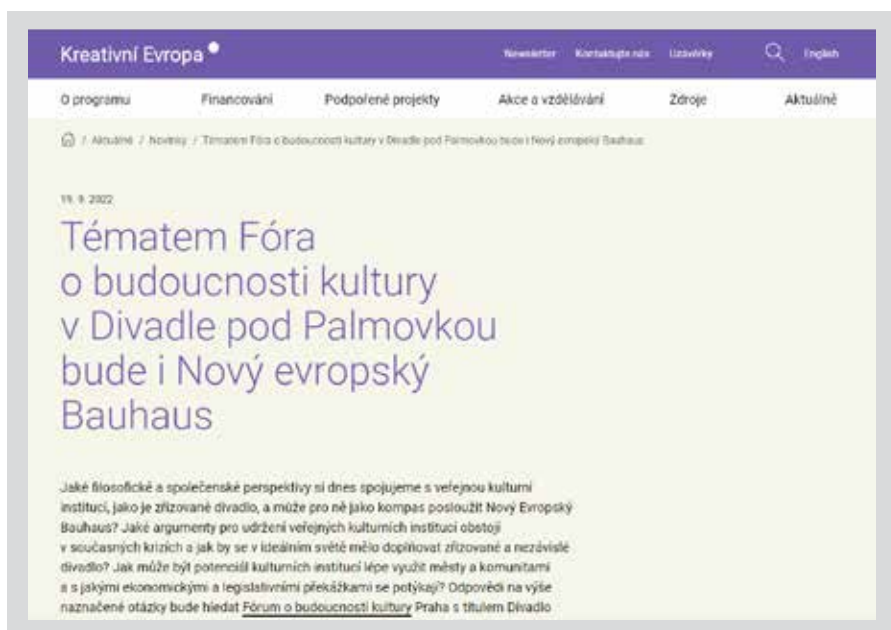 Kreativní Evropa
Newsletter Kontaktujte nás Uzávěrky English
O programu Financování Podpořené projekty Akce a vzdělávání Zdroje Aktuálně
/ Aktuálně / Novinky / Tématem Fóra o budoucnosti kultury v Divadle pod Palmovkou bude i Nový evropský Bauhaus
19. 9. 2022
Tématem Fóra
o budoucnosti kultury
v Divadle pod Palmovkou
bude i Nový evropský
Bauhaus
Jaké filosofické a společenské perspektivy si dnes spojujeme s veřejnou kulturní
institucí, jako je zřizované divadlo, a může pro ně jako kompas posloužit Nový Evropský
Bauhaus? Jaké argumenty pro udržení veřejných kulturních institucí obstojí
v současných krizích a jak by se v ideálním světě mělo doplňovat zřizované a nezávislé
divadlo? Jak může být potenciál kulturních institucí lépe využit městy a komunitami
a s jakými ekonomickými a legislativními překážkami se potýkají? Odpovědi na výše
naznačené otázky bude hledat Fórum o budoucnosti kultury Praha s titulem Divadlo